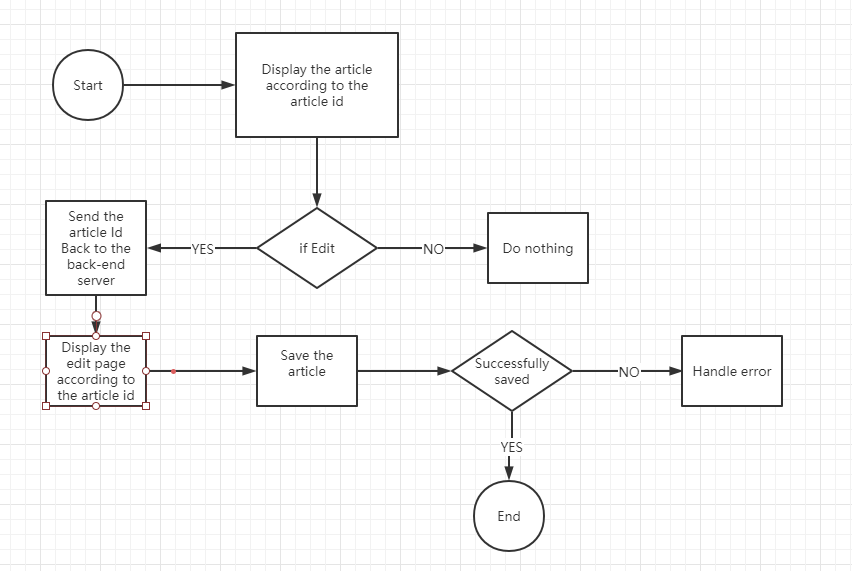 Start
Display the article
according to the
article id
Send the
article Id
Back to the
back-end
server
YES
if Edit
NO
Do nothing
Display the
edit page
according to
the article id
Save the
article
Successfully
saved
NO
Handle error
YES
End